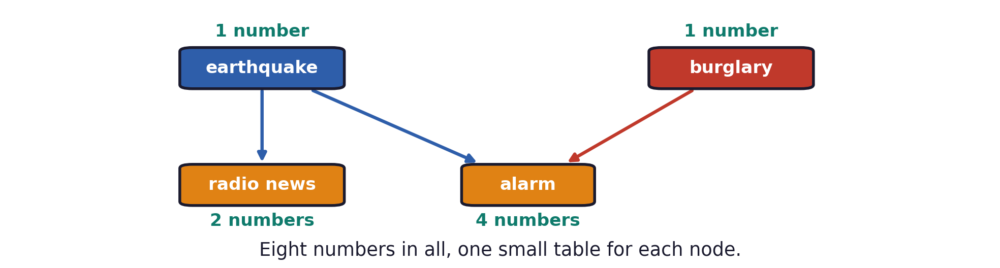 1 number
1 number
earthquake
burglary
radio news
alarm
2 numbers
4 numbers
Eight numbers in all, one small table for each node.